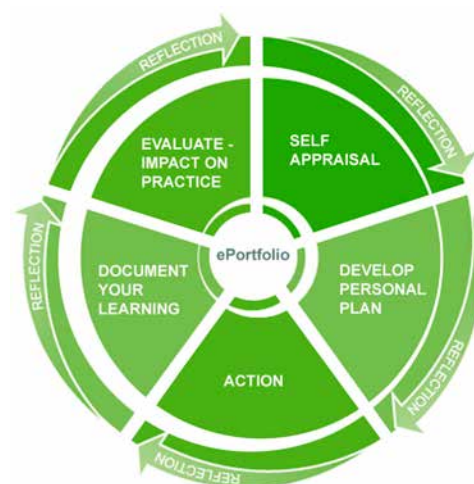 REFLECTION
SELF
APPRAISAL
REFLECTION
DEVELOP
PERSONAL
PLAN
REFLECTION
ACTION
REFLECTION
DOCUMENT
YOUR
LEARNING
REFLECTION
EVALUATE -
IMPACT ON
PRACTICE
ePortfolio